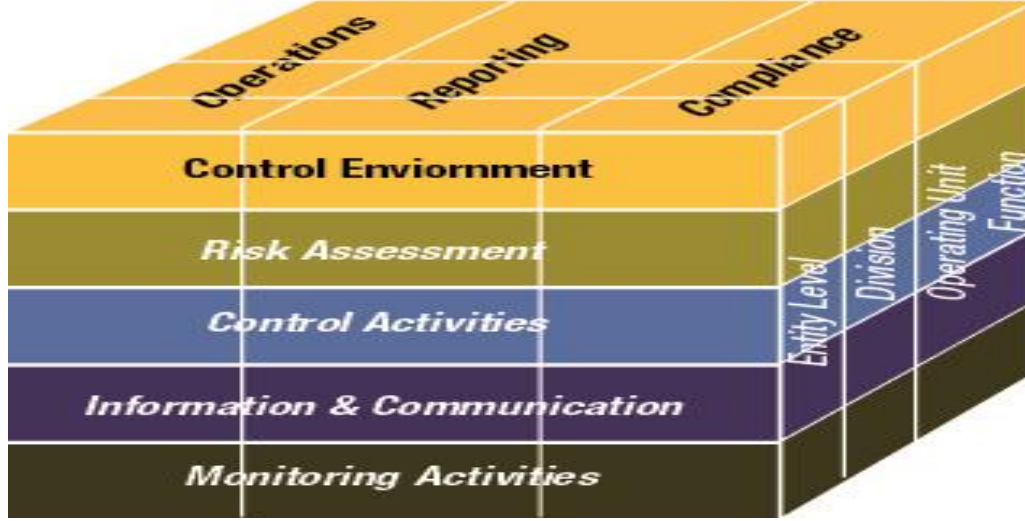 Operations
Reporting
Compliance
Control Enviornment
Risk Assessment
Control Activities
Information & Communication
Monitoring Activities
Entity Level
Division
Operating Unit
Function